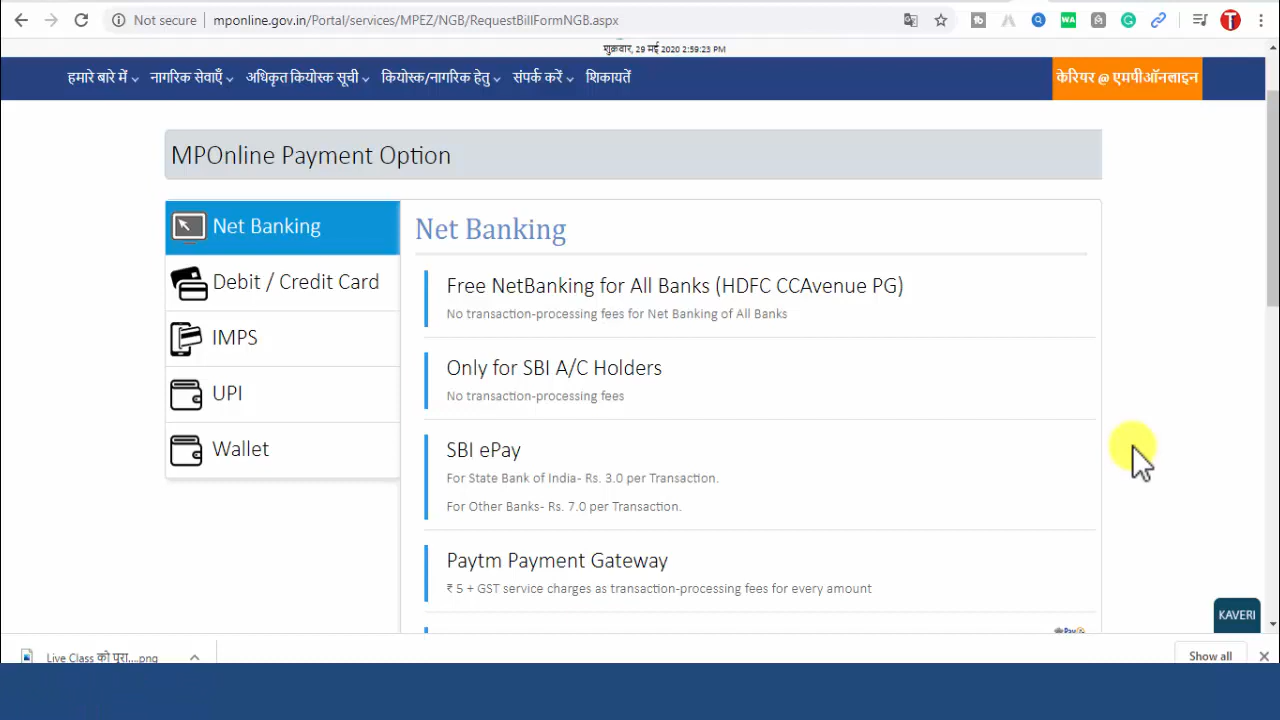 Not secure | mponline.gov.in/Portal/services/MPEZ/NGB/RequestBillFormNGB.aspx
शुक्रवार, 29 मई 2020 2:59:23 PM
हमारे बारे में नागरिक सेवाएँ अधिकृत कियोस्क सूची कियोस्क/नागरिक हेतु संपर्क करें शिकायतें केरियर @ एमपीऑनलाइन
MPOnline Payment Option
Net Banking
Debit / Credit Card
IMPS
UPI
Wallet
Net Banking
Free NetBanking for All Banks (HDFC CCAvenue PG)
No transaction-processing fees for Net Banking of All Banks
Only for SBI A/C Holders
No transaction-processing fees
SBI ePay
For State Bank of India- Rs. 3.0 per Transaction.
For Other Banks- Rs. 7.0 per Transaction.
Paytm Payment Gateway
₹ 5 + GST service charges as transaction-processing fees for every amount
KAVERI
Live Class को पूरा....png
Show all